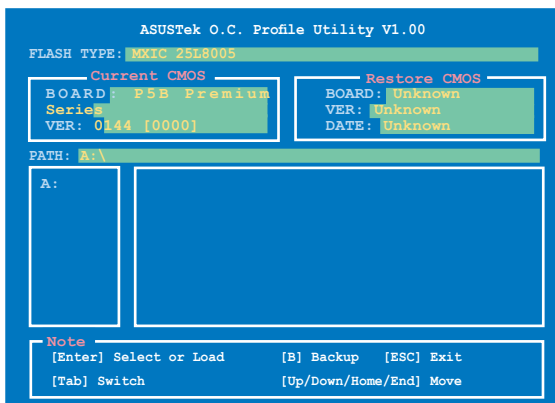 ASUSTek O.C. Profile Utility V1.00
FLASH TYPE: MXIC 25L8005
Current CMOS
BOARD: P5B Premium
Series
VER: 0144 [0000]
Restore CMOS
BOARD: Unknown
VER: Unknown
DATE: Unknown
PATH: A:\
A:
Note
[Enter] Select or Load [B] Backup [ESC] Exit
[Tab] Switch [Up/Down/Home/End] Move